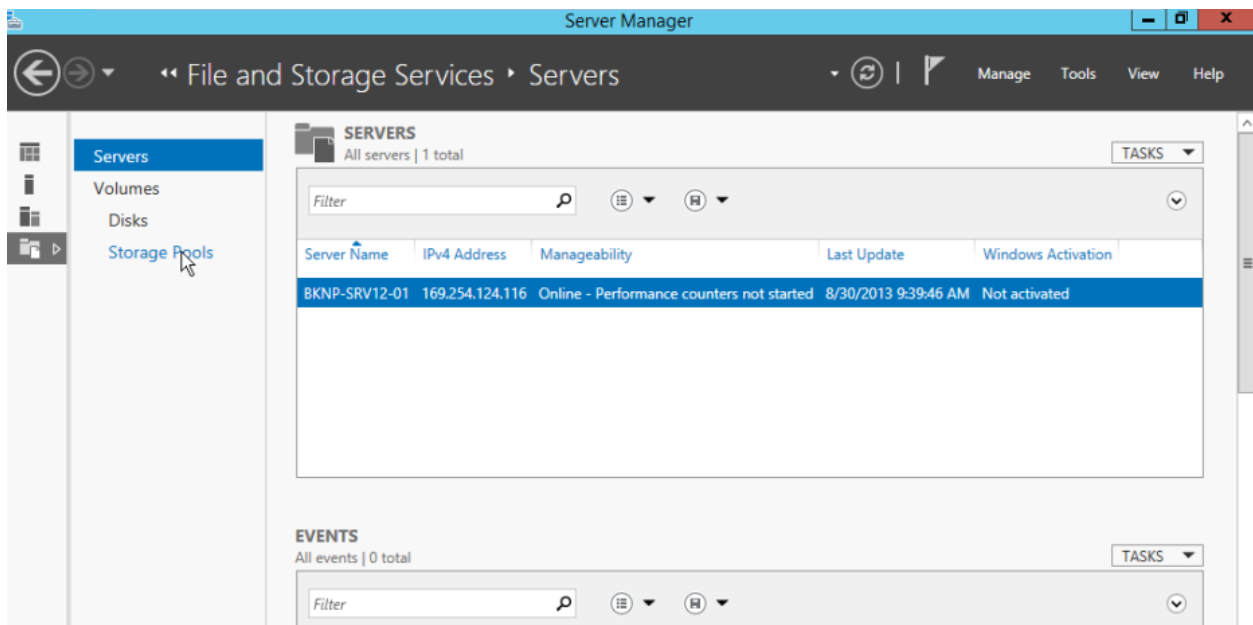 Server Manager
File and Storage Services Servers
Manage Tools View Help
Servers
Volumes
Disks
Storage Pools
SERVERS
All servers | 1 total
TASKS
Filter
Server Name IPv4 Address Manageability Last Update Windows Activation
BKNP-SRV12-01 169.254.124.116 Online - Performance counters not started 8/30/2013 9:39:46 AM Not activated
EVENTS
All events | 0 total
TASKS
Filter